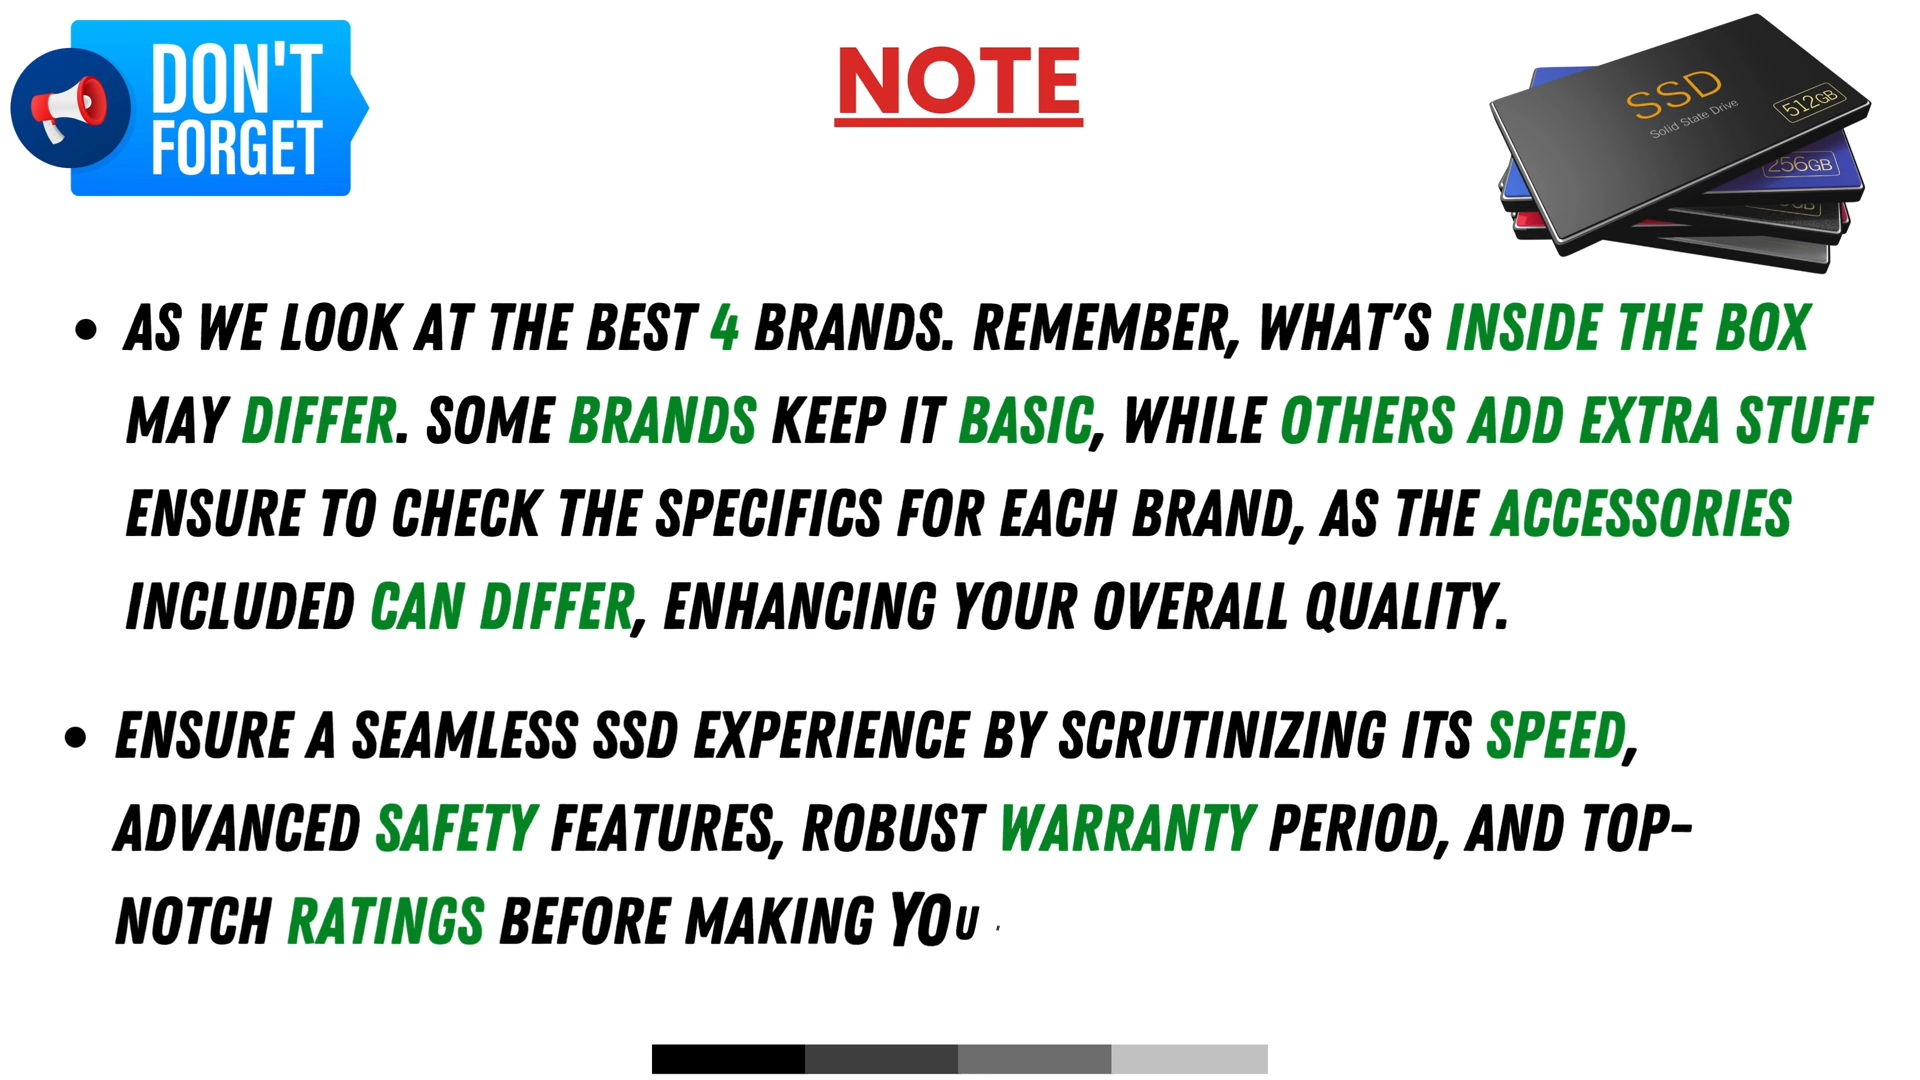 DON'T
FORGET
NOTE
SSD
Solid State Drive
512GB
256GB
AS WE LOOK AT THE BEST 4 BRANDS. REMEMBER, WHAT'S INSIDE THE BOX
MAY DIFFER. SOME BRANDS KEEP IT BASIC, WHILE OTHERS ADD EXTRA STUFF
ENSURE TO CHECK THE SPECIFICS FOR EACH BRAND, AS THE ACCESSORIES
INCLUDED CAN DIFFER, ENHANCING YOUR OVERALL QUALITY.
ENSURE A SEAMLESS SSD EXPERIENCE BY SCRUTINIZING ITS SPEED,
ADVANCED SAFETY FEATURES, ROBUST WARRANTY PERIOD, AND TOP-
NOTCH RATINGS BEFORE MAKING YOU